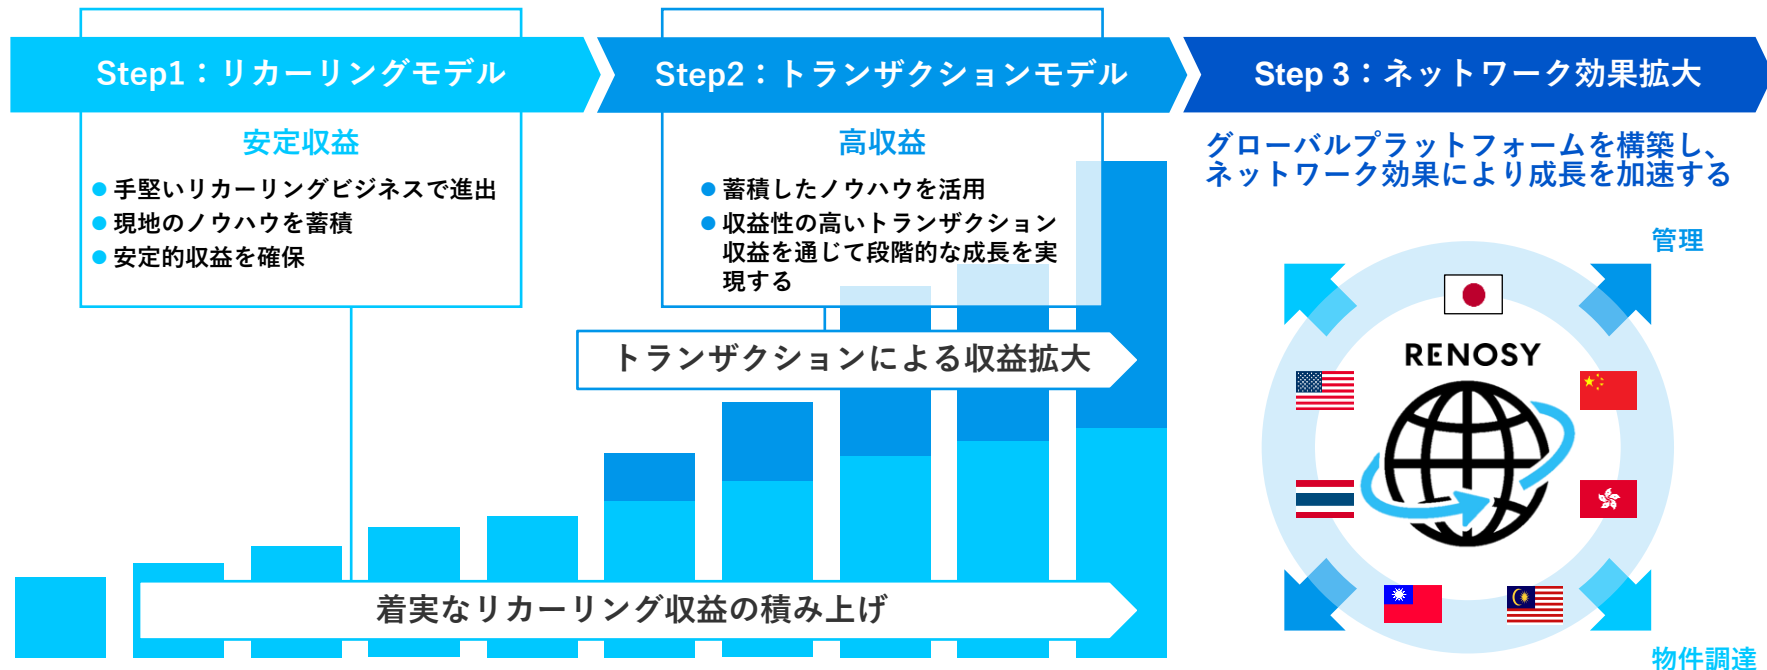 Step1：リカーリングモデル
安定収益
● 手堅いリカーリングビジネスで進出
● 現地のノウハウを蓄積
● 安定的収益を確保
Step2：トランザクションモデル
高収益
● 蓄積したノウハウを活用
● 収益性の高いトランザクション
収益を通じて段階的な成長を実
現する
トランザクションによる収益拡大
着実なリカーリング収益の積み上げ
Step 3：ネットワーク効果拡大
グローバルプラットフォームを構築し、
ネットワーク効果により成長を加速する
管理
RENOSY
物件調達